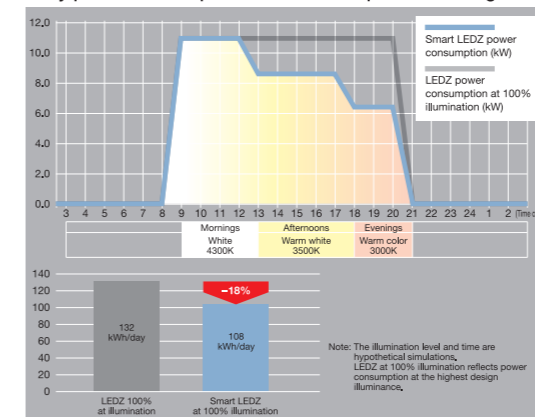 12.0
10.0
8.0
6.0
4.0
2.0
0.0
Smart LEDZ power
consumption (kW)
LEDZ power
consumption at 100%
illumination (kW)
3 4 5 6 7 8 9 10 11 12 13 14 15 16 17 18 19 20 21 22 23 24 1 2 (Time
Mornings Afternoons Evenings
White Warm white Warm color
4300K 3500K 3000K
140
120
100
80
60
40
20
0
132
kWh/day
–18%
108
kWh/day
LEDZ 100%
at illumination
Smart LEDZ
at 100% illumination
Note: The illumination level and time are
hypothetical simulations.
LEDZ at 100% illumination reflects power
consumption at the highest design
illuminance.